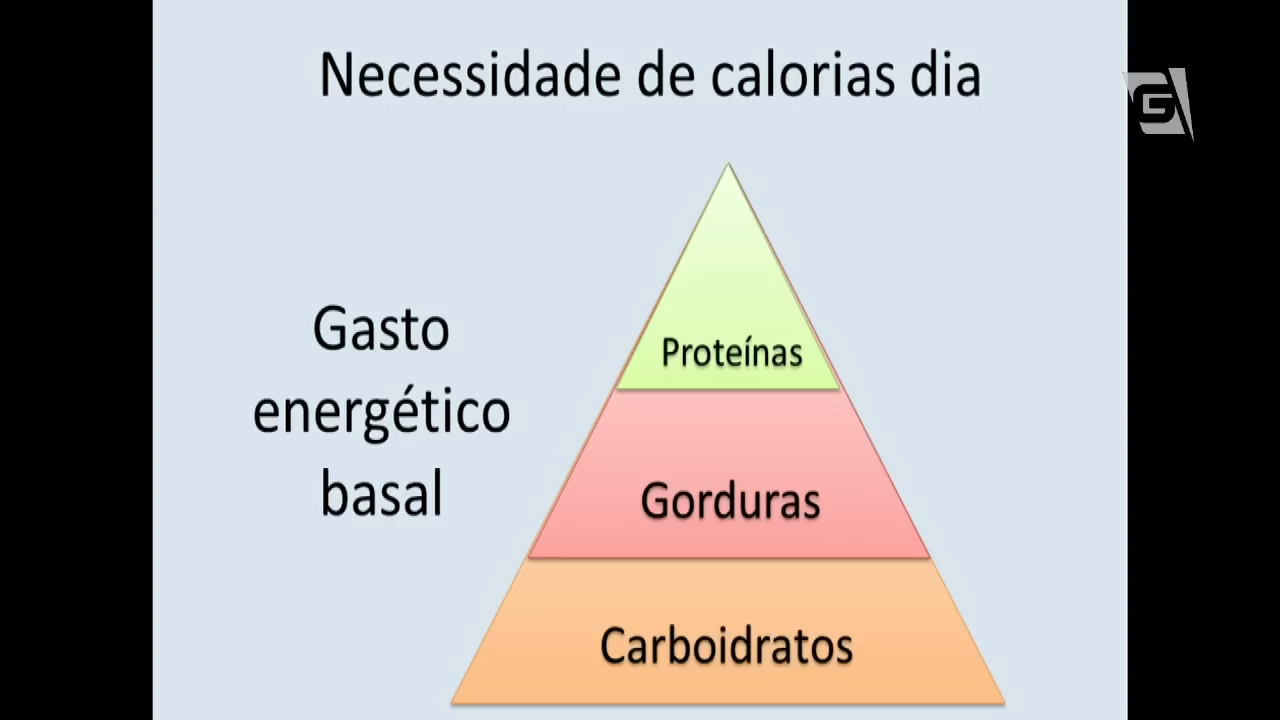 Necessidade de calorias dia
G
Gasto
energético
basal
Proteínas
Gorduras
Carboidratos